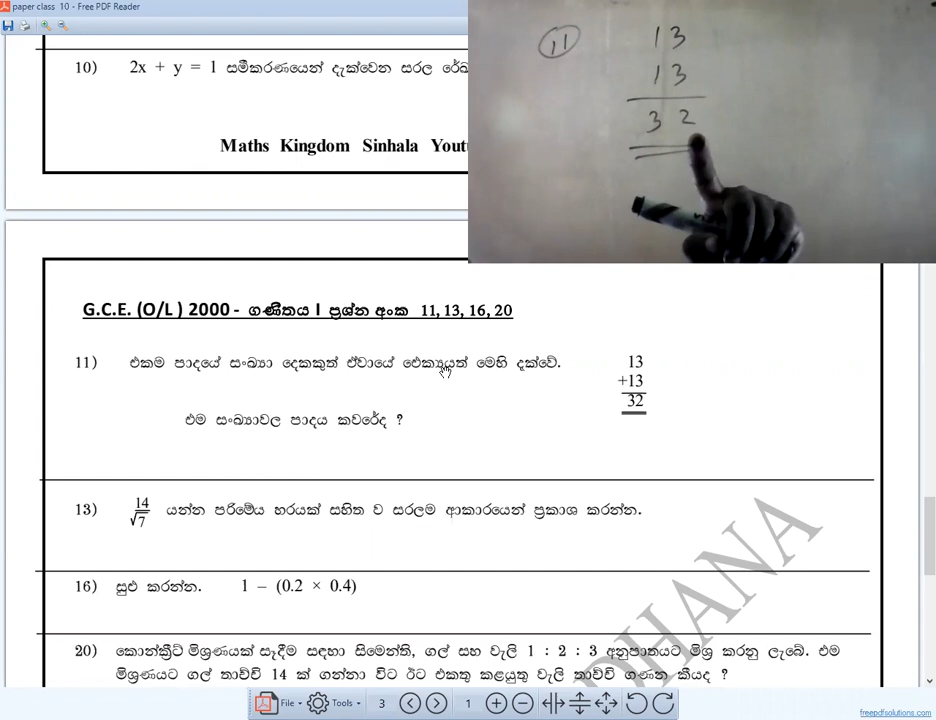 paper class 10 - Free PDF Reader
10) 2x + y = 1 සමීකරණයෙන් දැක්වෙන සරල රේඛ
Maths Kingdom Sinhala Yout
11
13
13
32
G.C.E. (O/L ) 2000 - ගණිතය I ප්‍රශ්න අංක 11, 13, 16, 20
11) එකම පාදයේ සංඛ්‍යා දෙකකුත් ඒවායේ ඓක්‍යයත් මෙහි දක්වේ.
13
+13
32
එම සංඛ්‍යාවල පාදය කවරේද ?
13) 14/√7 යන්න පරිමේය හරයක් සහිත ව සරලම ආකාරයෙන් ප්‍රකාශ කරන්න.
16) සුළු කරන්න. 1 – (0.2 × 0.4)
20) කොන්ක්‍රීට් මිශ්‍රණයක් සෑදීම සඳහා සිමෙන්ති, ගල් සහ වැලි 1 : 2 : 3 අනුපාතයට මිශ්‍ර කරනු ලැබේ. එම
මිශ්‍රණයට ගල් තාච්චි 14 ක් ගන්නා විට ඊට එකතු කළයුතු වැලි තාච්චි ගණන කීයද ?
DHANA
File Tools 3 1
freepdfsolutions.com